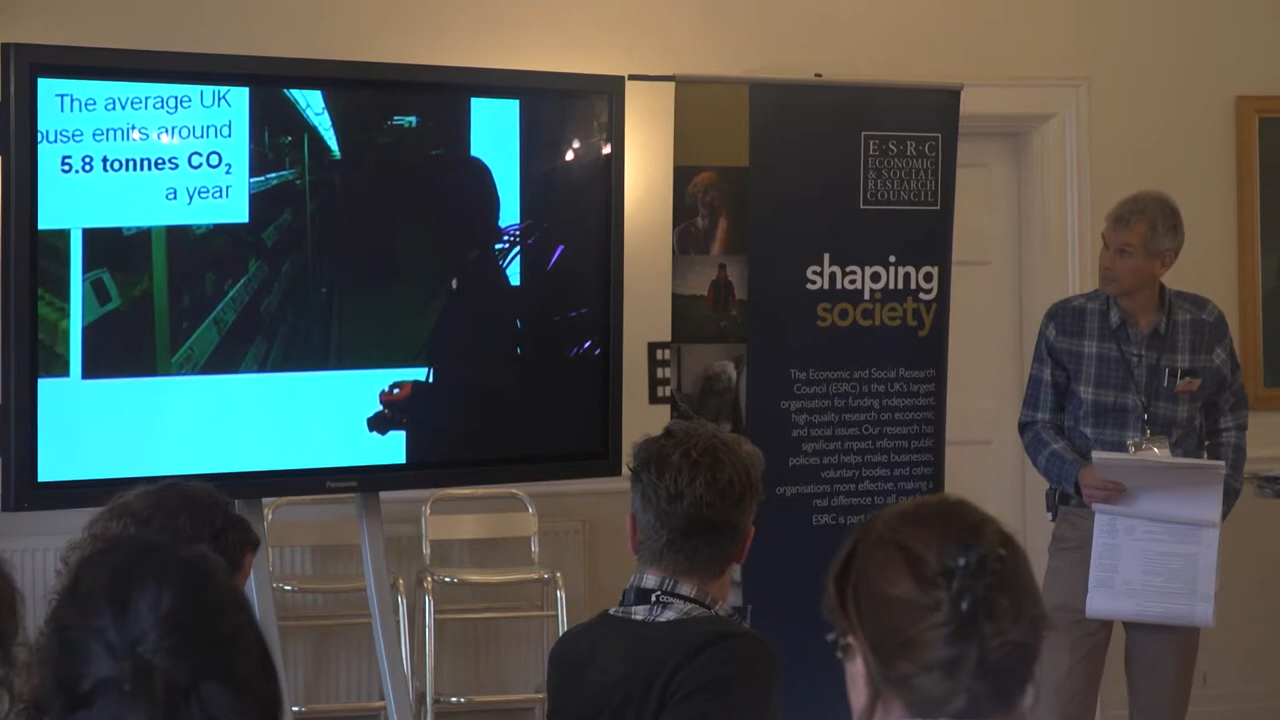 The average UK
ouse emits around
5.8 tonnes CO2
a year
Panasonic
E·S·R·C
ECONOMIC
& SOCIAL
RESEARCH
COUNCIL
shaping
society
The Economic and Social Research
Council (ESRC) is the UK's largest
organisation for funding independent,
high-quality research on economic
and social issues. Our research has
significant impact, informs public
policies and helps make businesses,
voluntary bodies and other
organisations more effective, making a
real difference to all our
ESRC is part